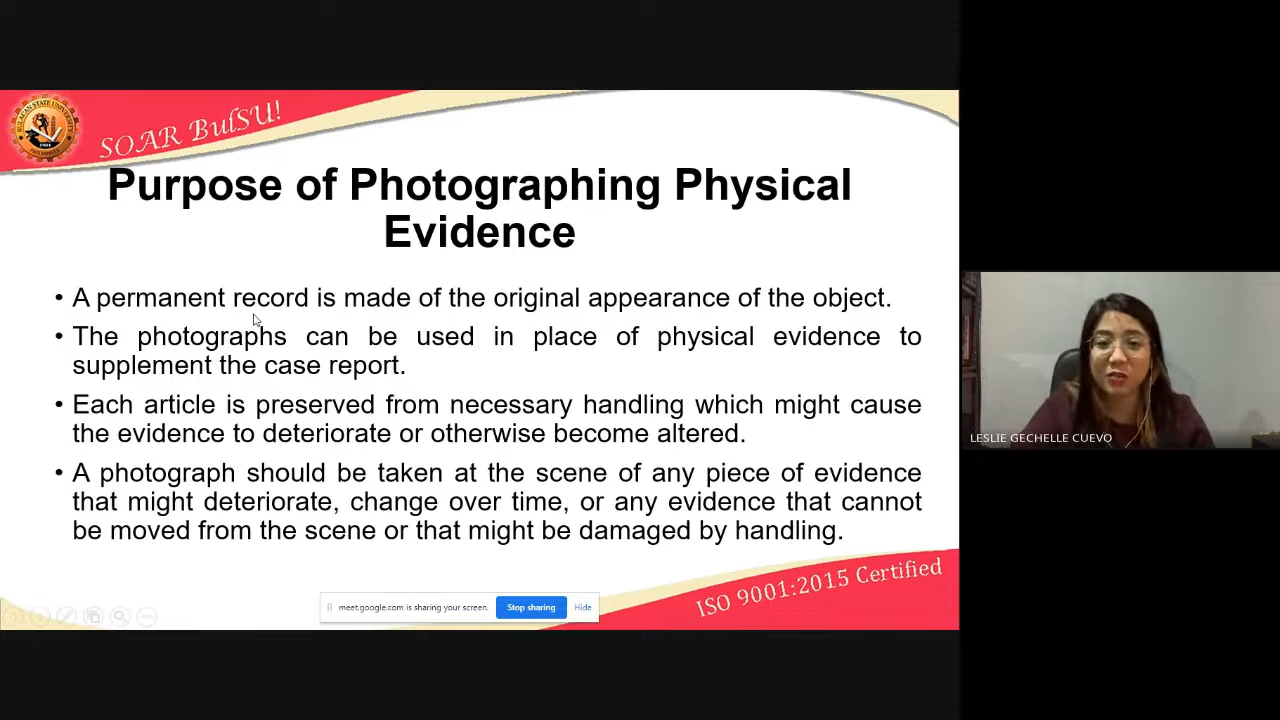 SOAR BulSU!
Purpose of Photographing Physical
Evidence
• A permanent record is made of the original appearance of the object.
• The photographs can be used in place of physical evidence to
supplement the case report.
• Each article is preserved from necessary handling which might cause
the evidence to deteriorate or otherwise become altered.
• A photograph should be taken at the scene of any piece of evidence
that might deteriorate, change over time, or any evidence that cannot
be moved from the scene or that might be damaged by handling.
LESLIE GECHELLE CUEVO
ISO 9001:2015 Certified
meet.google.com is sharing your screen. Stop sharing Hide